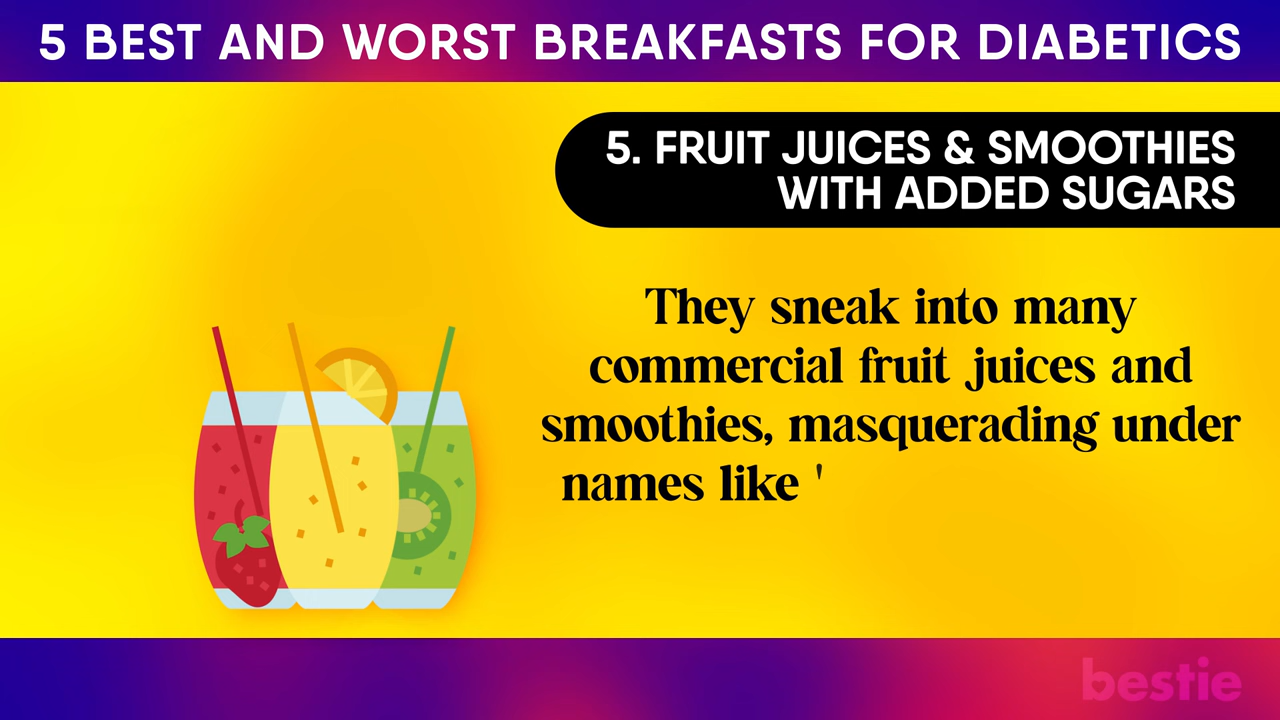 5 BEST AND WORST BREAKFASTS FOR DIABETICS
5. FRUIT JUICES & SMOOTHIES
WITH ADDED SUGARS
They sneak into many
commercial fruit juices and
smoothies, masquerading under
names like '
bestie